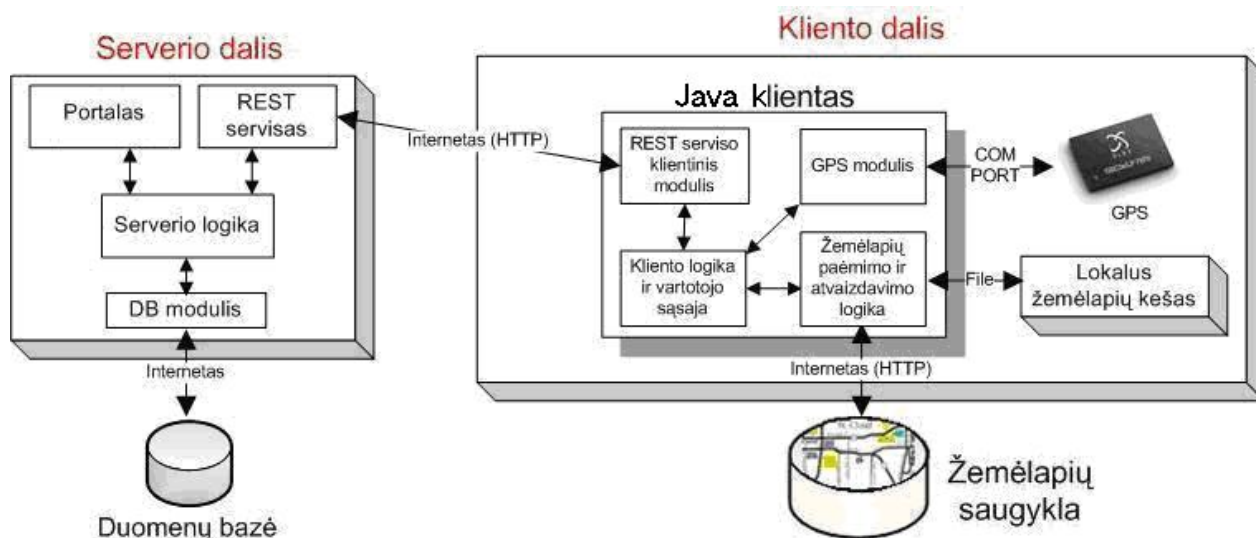 Serverio dalis
Portalas
REST
servisas
Serverio logika
DB modulis
Internetas
Duomenų bazė
Internetas (HTTP)
Kliento dalis
Java klientas
REST serviso
klientinis
modulis
GPS modulis
Kliento logika
ir vartotojo
sąsaja
Žemėlapių
paėmimo ir
atvaizdavimo
logika
COM
PORT
GPS
File
Lokalus
žemėlapių kešas
Internetas (HTTP)
Žemėlapių
saugykla